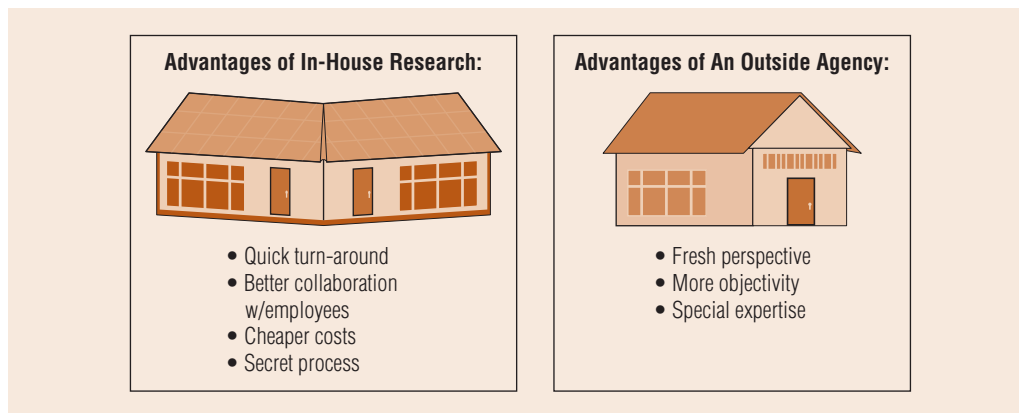 Advantages of In-House Research:
• Quick turn-around
• Better collaboration
w/employees
• Cheaper costs
• Secret process
Advantages of An Outside Agency:
• Fresh perspective
• More objectivity
• Special expertise